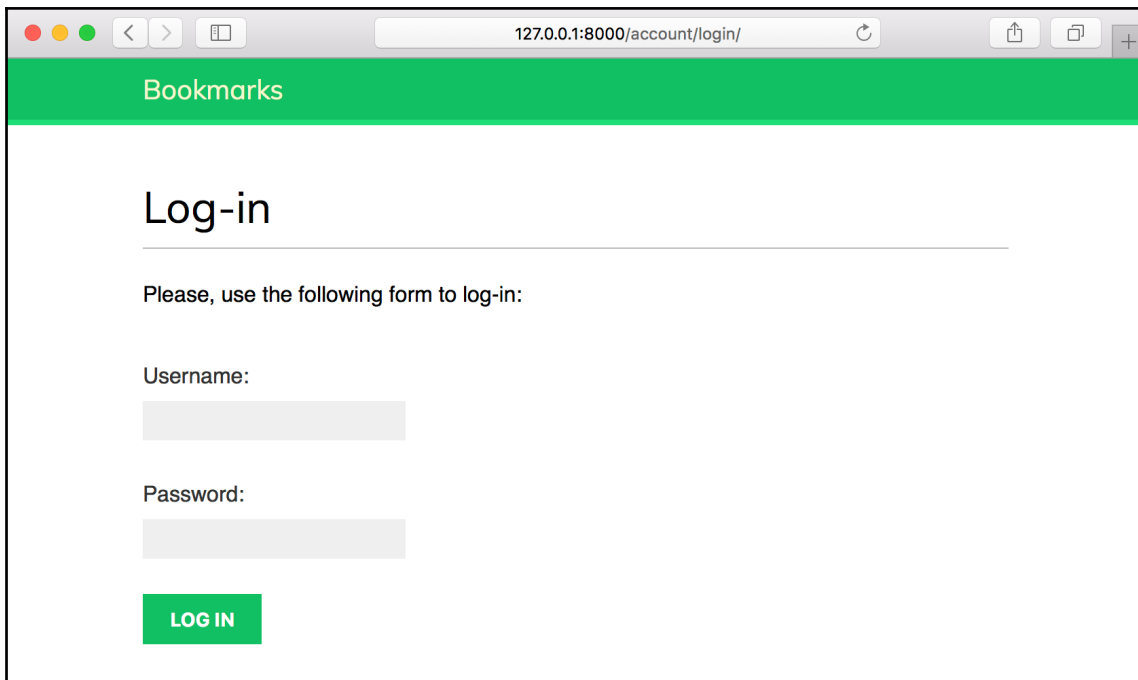 127.0.0.1:8000/account/login/
Bookmarks
Log-in
Please, use the following form to log-in:
Username:
Password:
LOG IN